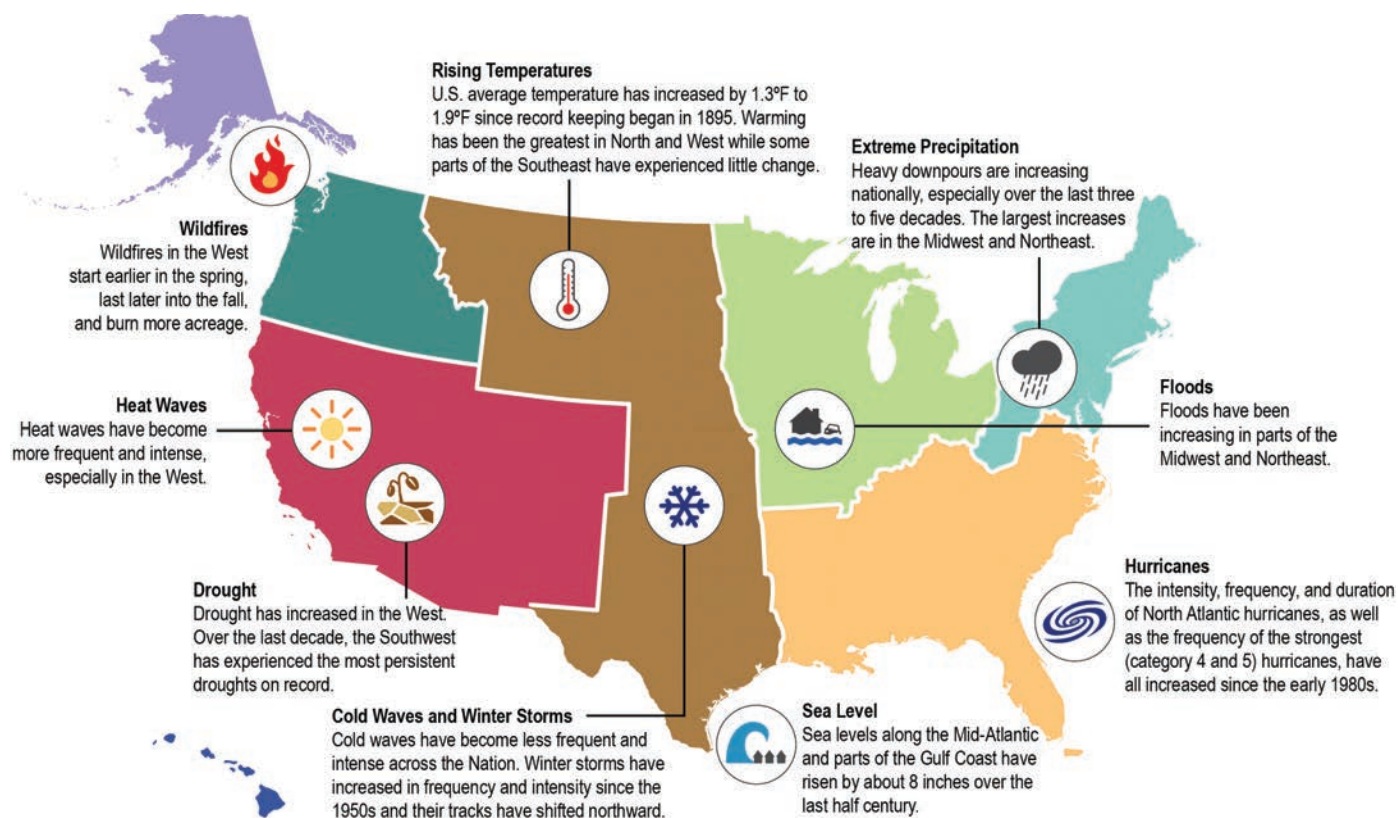 Rising Temperatures
U.S. average temperature has increased by 1.3ºF to
1.9ºF since record keeping began in 1895. Warming
has been the greatest in North and West while some
parts of the Southeast have experienced little change.
Extreme Precipitation
Heavy downpours are increasing
nationally, especially over the last three
to five decades. The largest increases
are in the Midwest and Northeast.
Wildfires
Wildfires in the West
start earlier in the spring,
last later into the fall,
and burn more acreage.
Heat Waves
Heat waves have become
more frequent and intense,
especially in the West.
Floods
Floods have been
increasing in parts of the
Midwest and Northeast.
Drought
Drought has increased in the West.
Over the last decade, the Southwest
has experienced the most persistent
droughts on record.
Hurricanes
The intensity, frequency, and duration
of North Atlantic hurricanes, as well
as the frequency of the strongest
(category 4 and 5) hurricanes, have
all increased since the early 1980s.
Cold Waves and Winter Storms
Cold waves have become less frequent and
intense across the Nation. Winter storms have
increased in frequency and intensity since the
1950s and their tracks have shifted northward.
Sea Level
Sea levels along the Mid-Atlantic
and parts of the Gulf Coast have
risen by about 8 inches over the
last half century.